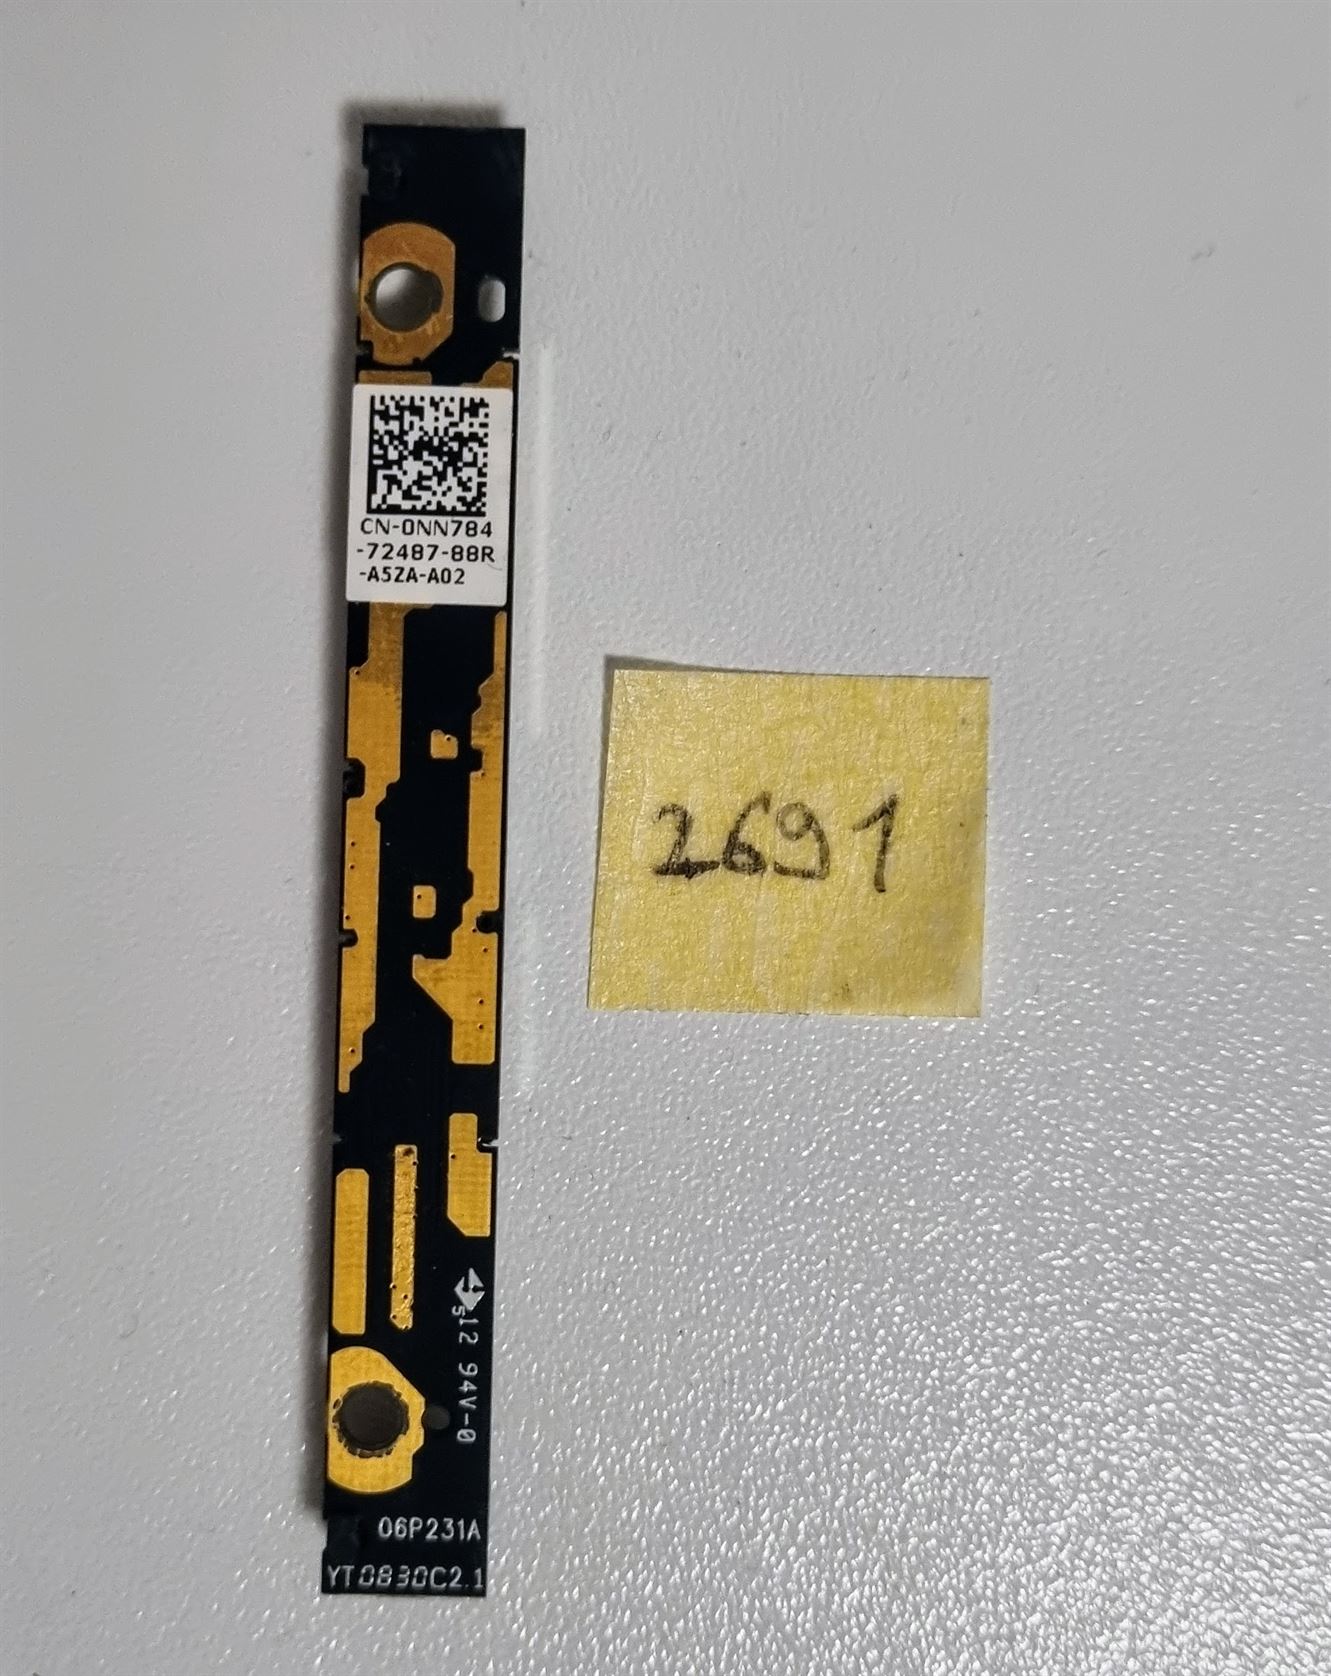 CN-0NN784
-72487-88R
-A5ZA-A02
2691
512 94V-0
06P231A
YT0830C2.1